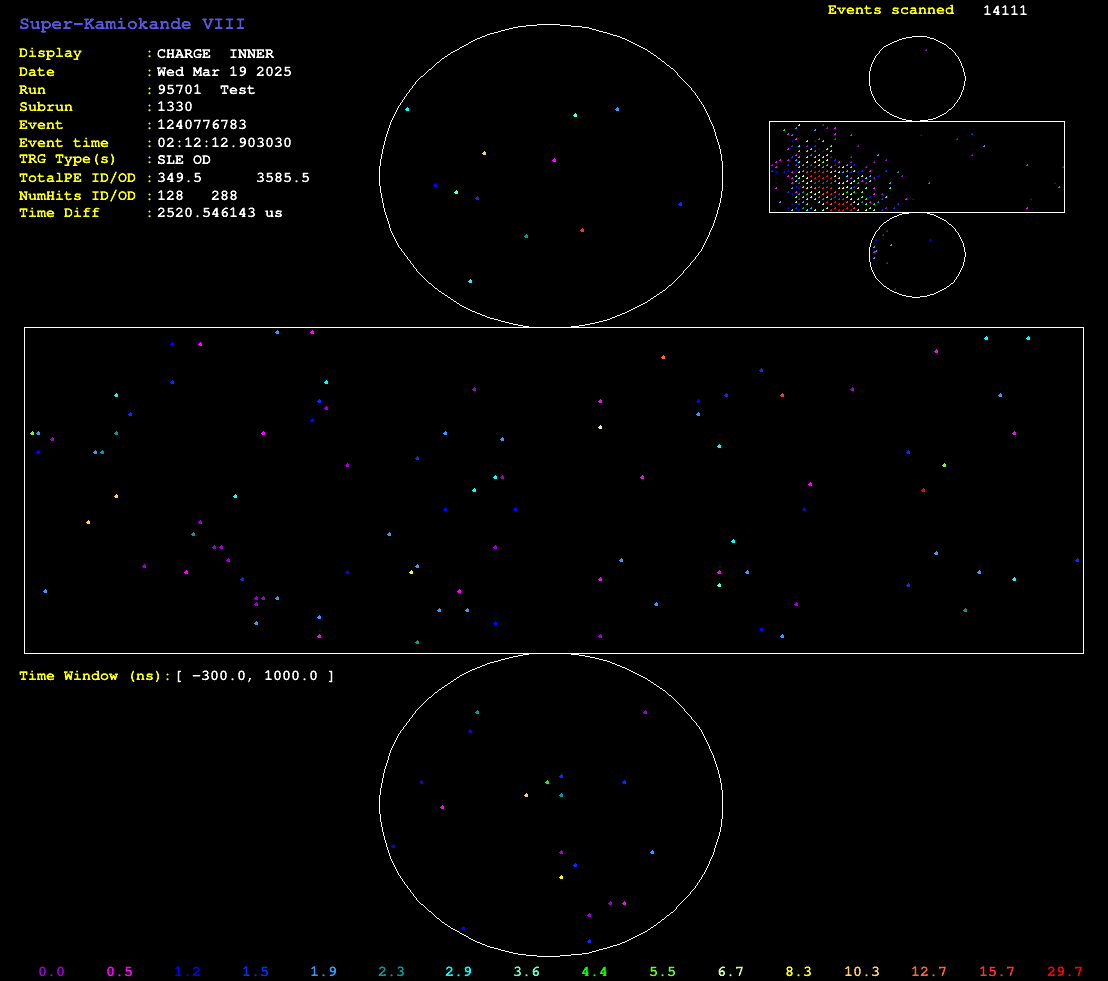 Super-Kamiokande VIII
Events scanned 14111
Display : CHARGE INNER
Date : Wed Mar 19 2025
Run : 95701 Test
Subrun : 1330
Event : 1240776783
Event time : 02:12:12.903030
TRG Type(s) : SLE OD
TotalPE ID/OD : 349.5 3585.5
NumHits ID/OD : 128 288
Time Diff : 2520.546143 us
Time Window (ns): [ -300.0, 1000.0 ]
0.0 0.5 1.2 1.5 1.9 2.3 2.9 3.6 4.4 5.5 6.7 8.3 10.3 12.7 15.7 29.7